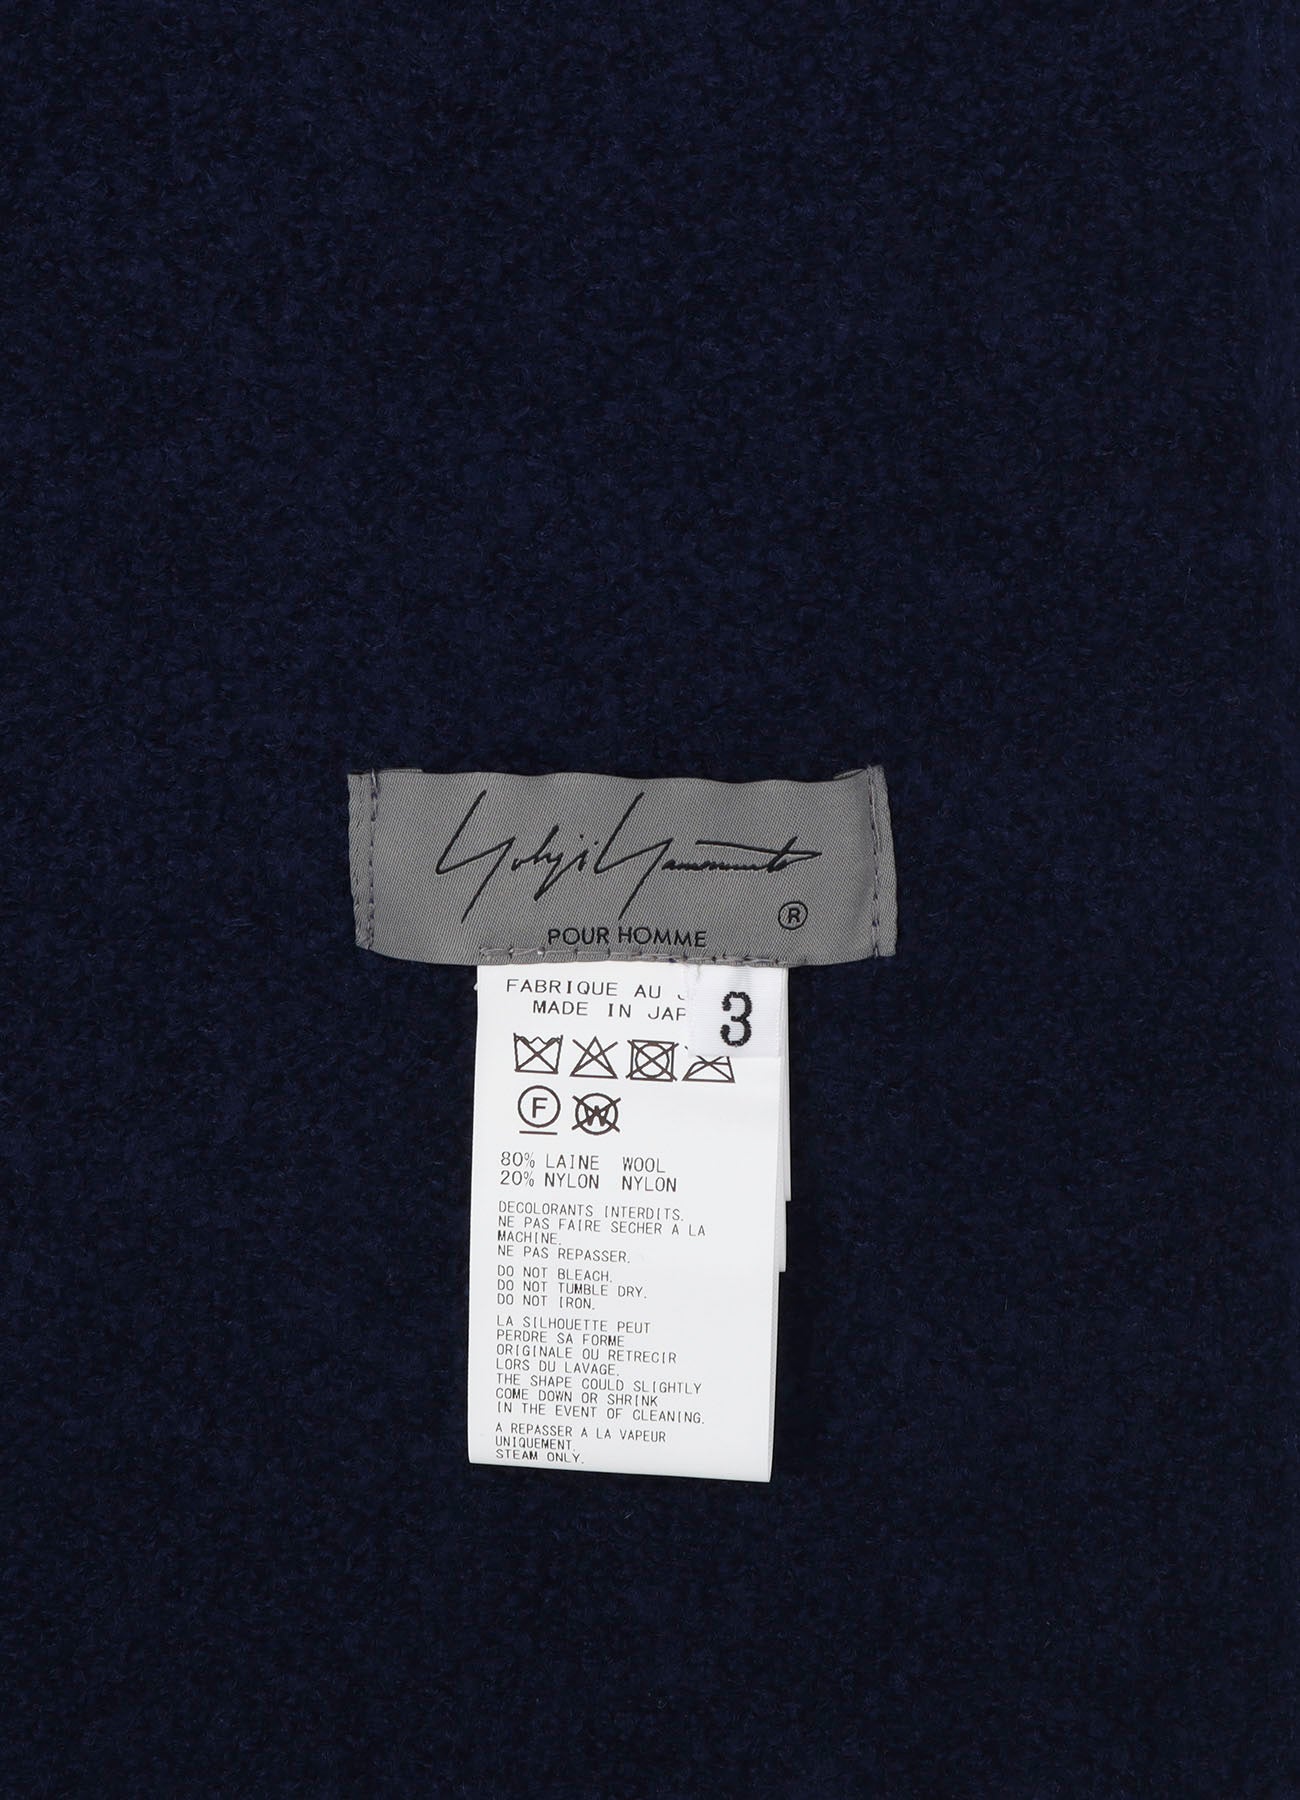 Yohji Yamamoto
®
POUR HOMME
FABRIQUE AU J
MADE IN JAP
3
F
W
80% LAINE WOOL
20% NYLON NYLON
DECOLORANTS INTERDITS.
NE PAS FAIRE SECHER A LA
MACHINE.
NE PAS REPASSER.
DO NOT BLEACH.
DO NOT TUMBLE DRY.
DO NOT IRON.
LA SILHOUETTE PEUT
PERDRE SA FORME
ORIGINALE OU RETRECIR
LORS DU LAVAGE.
THE SHAPE COULD SLIGHTLY
COME DOWN OR SHRINK
IN THE EVENT OF CLEANING.
A REPASSER A LA VAPEUR
UNIQUEMENT.
STEAM ONLY.